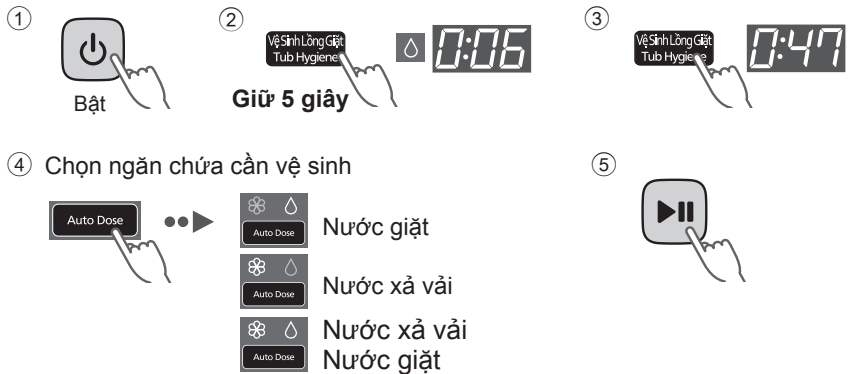 ①
Bật
②
Vệ Sinh Lồng Giặt
Tub Hygiene
0:06
Giữ 5 giây
③
Vệ Sinh Lồng Giặt
Tub Hygiene
0:47
④ Chọn ngăn chứa cần vệ sinh
Auto Dose
Auto Dose
Nước giặt
Auto Dose
Nước xả vải
Auto Dose
Nước xả vải
Nước giặt
⑤